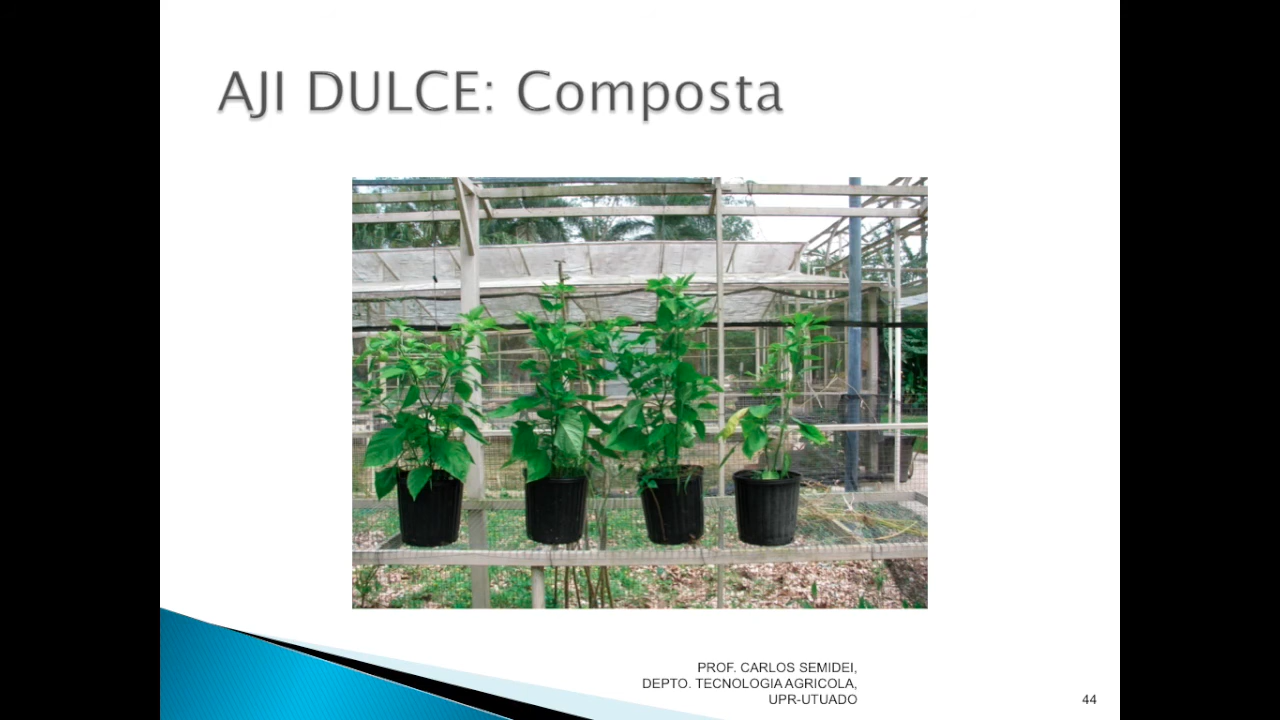 AJI DULCE: Composta
PROF. CARLOS SEMIDEI,
DEPTO. TECNOLOGIA AGRICOLA,
UPR-UTUADO
44